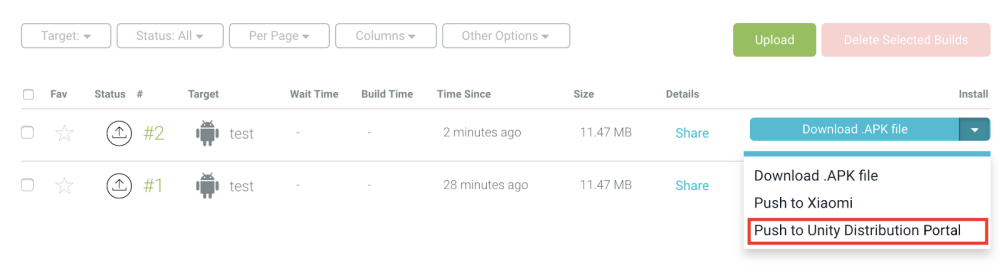 Target: Status: All Per Page Columns Other Options Upload Delete Selected Builds
Fav Status # Target Wait Time Build Time Time Since Size Details Install
#2 test - - 2 minutes ago 11.47 MB Share Download .APK file
Download .APK file
#1 test - - 28 minutes ago 11.47 MB Share
Push to Xiaomi
Push to Unity Distribution Portal